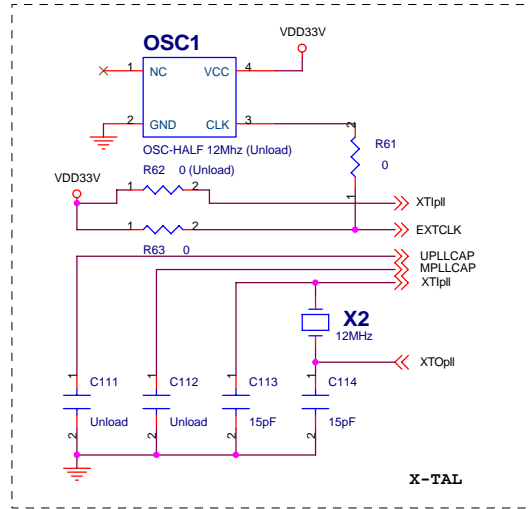 OSC1
VDD33V
1 NC VCC 4
2 GND CLK 3
OSC-HALF 12Mhz (Unload)
2
R61
0
1
R62 0 (Unload)
VDD33V
1 2
XTIpll
1 2
EXTCLK
R63 0
UPLLCAP
MPLLCAP
XTIpll
X2
12MHz
XTOpll
1 C111 1 C112 1 C113 1 C114
2 Unload 2 Unload 2 15pF 2 15pF
X-TAL